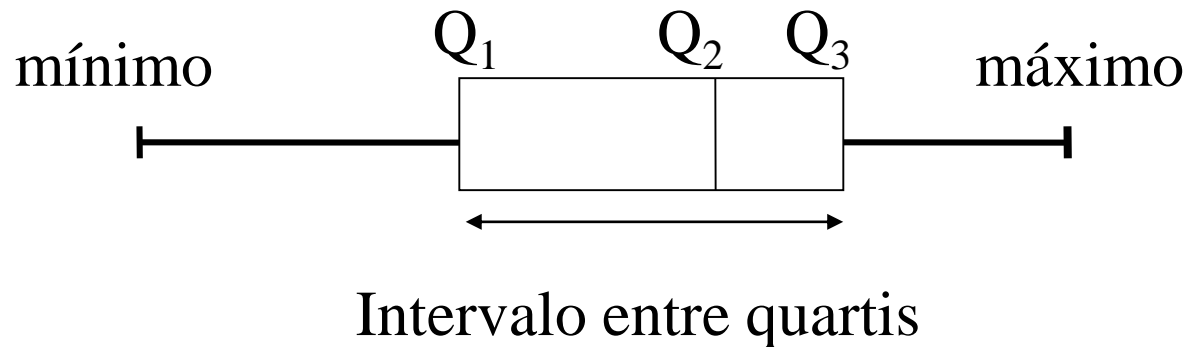 mínimo
Q₁
Q₂
Q₃
máximo
Intervalo entre quartis